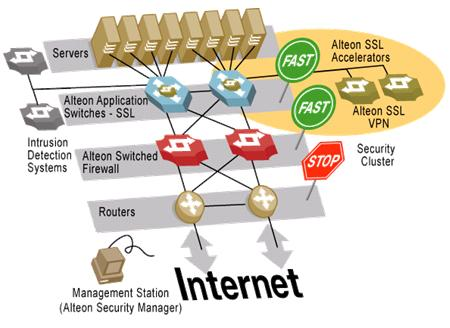 Servers
FAST
Alteon SSL
Accelerators
Alteon Application
Switches - SSL
FAST
Alteon SSL
VPN
Intrusion
Detection
Systems
Alteon Switched
Firewall
STOP
Security
Cluster
Routers
Internet
Management Station
(Alteon Security Manager)